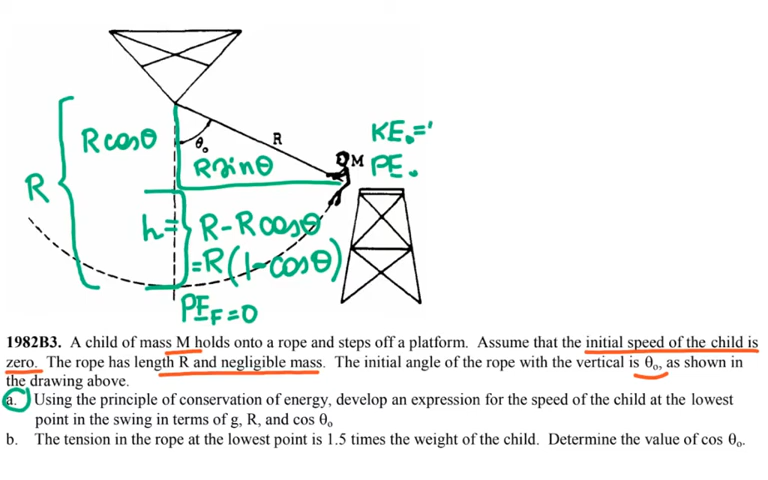 Rcosθ
R
θ₀
R
M
KE₀='
PE₀
Rsinθ
R
h= R-Rcosθ
=R(1-cosθ)
PE_F=0
1982B3. A child of mass M holds onto a rope and steps off a platform. Assume that the initial speed of the child is
zero. The rope has length R and negligible mass. The initial angle of the rope with the vertical is θ₀, as shown in
the drawing above.
a. Using the principle of conservation of energy, develop an expression for the speed of the child at the lowest
point in the swing in terms of g, R, and cos θ₀
b. The tension in the rope at the lowest point is 1.5 times the weight of the child. Determine the value of cos θ₀.